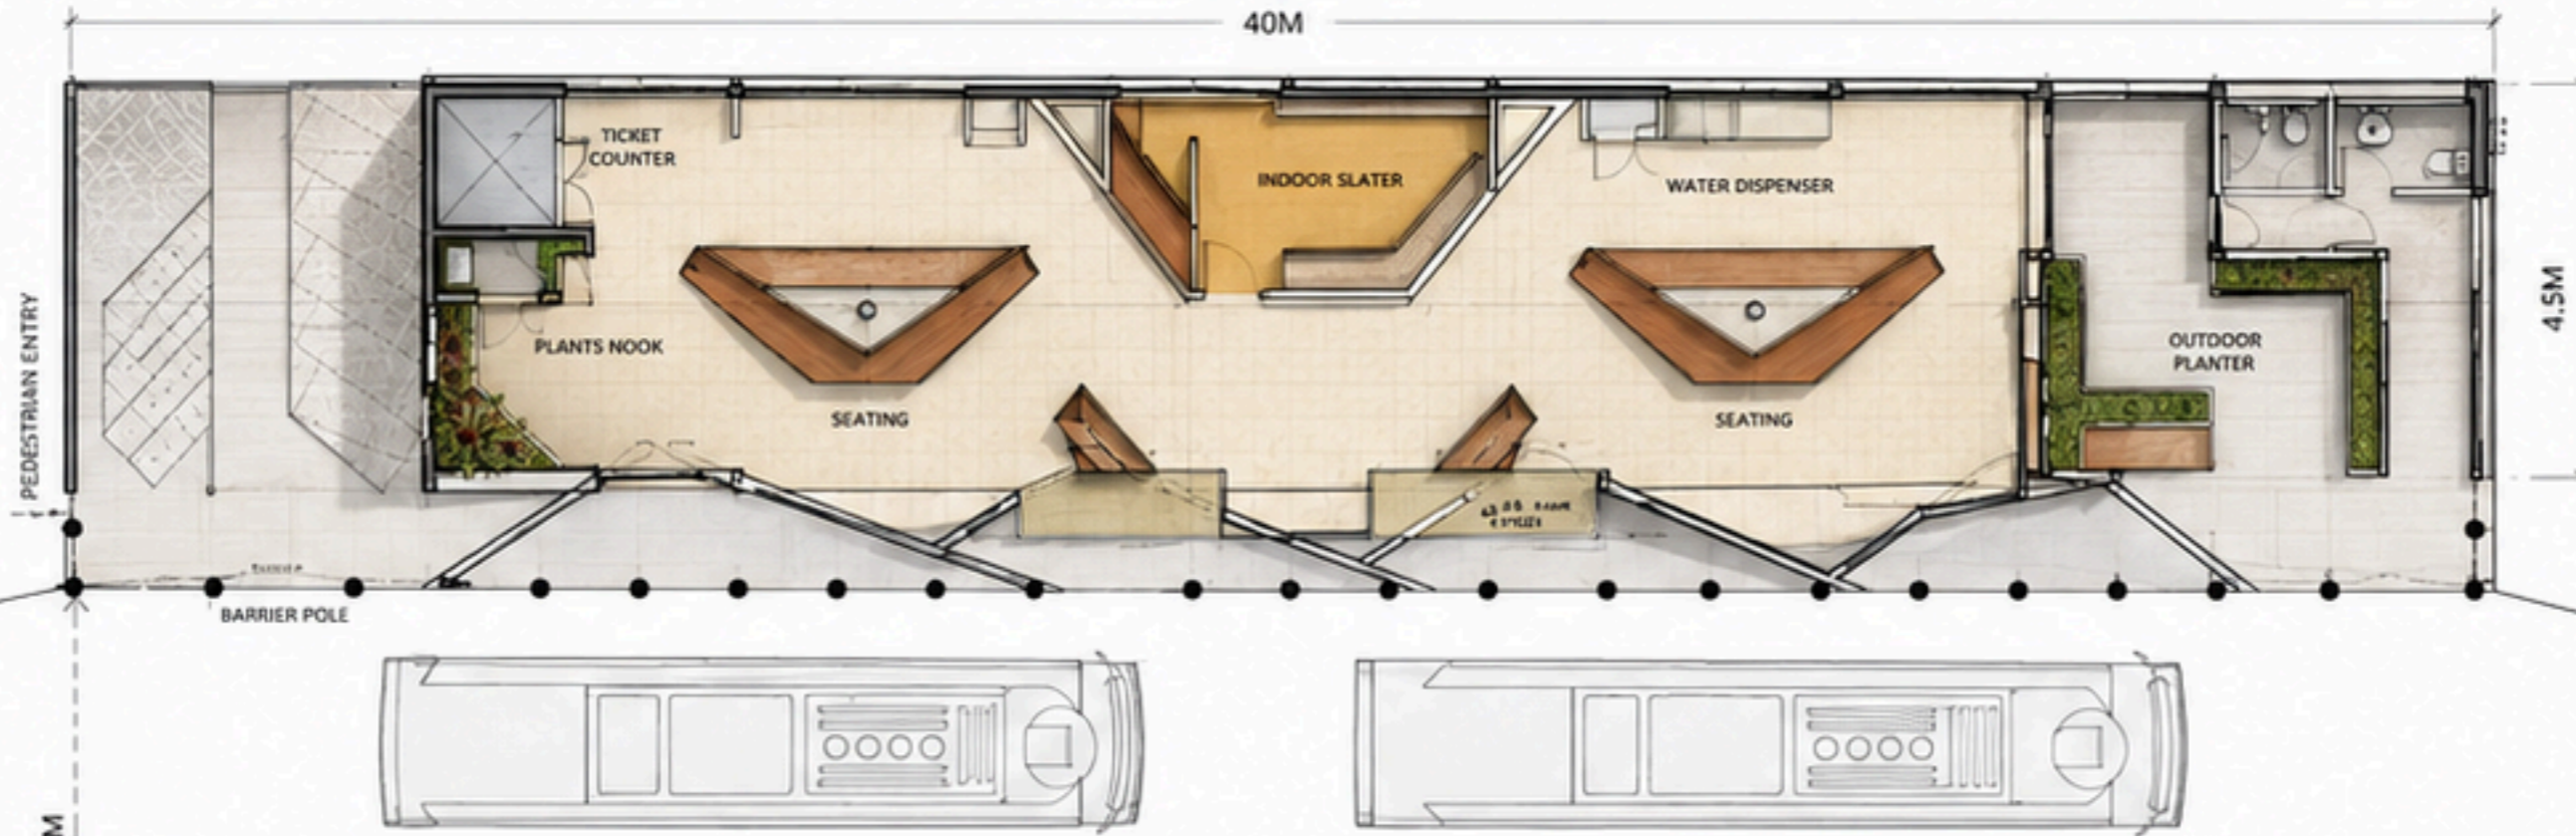 40M
TICKET
COUNTER
INDOOR SLATER
WATER DISPENSER
PEDESTRIAN ENTRY
PLANTS NOOK
OUTDOOR
PLANTER
4.5M
SEATING
SEATING
BARRIER POLE
M